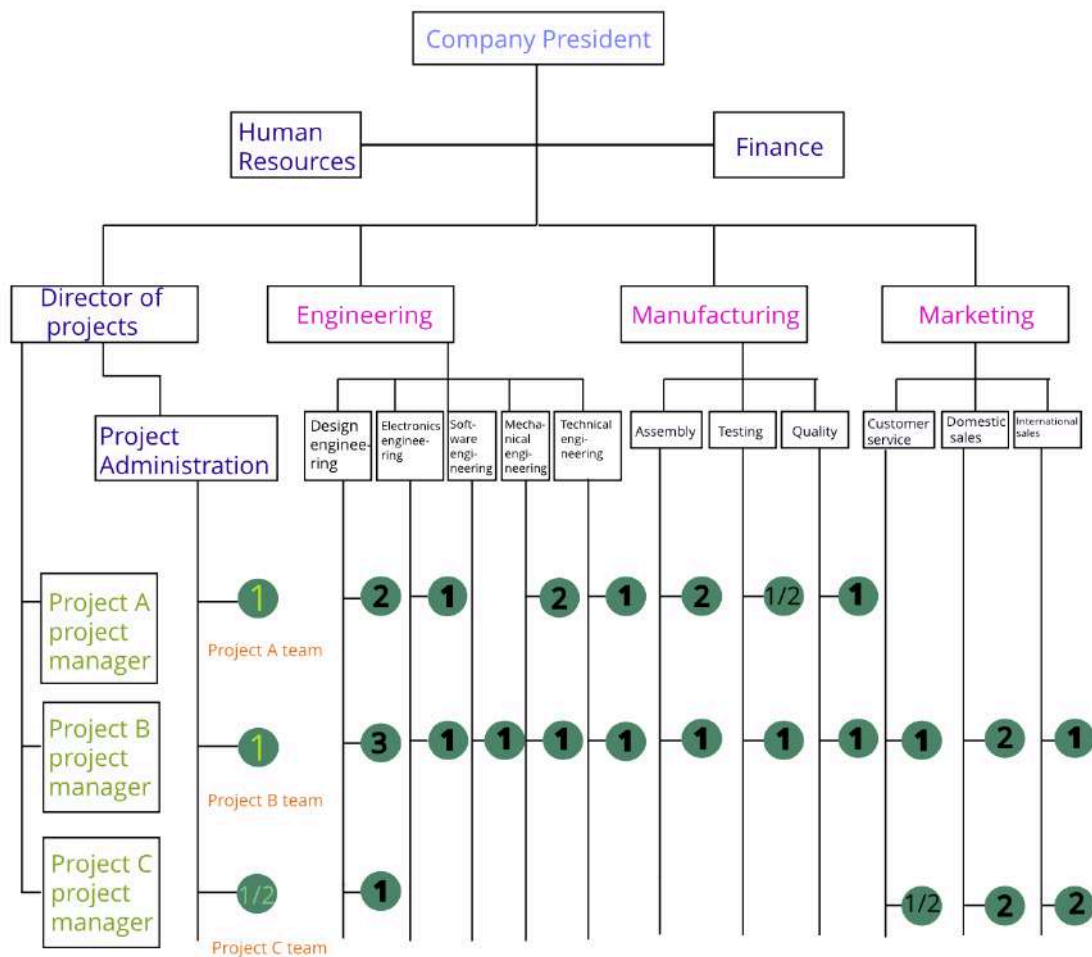 Company President
Human
Resources
Finance
Director of
projects
Engineering
Manufacturing
Marketing
Project
Administration
Design
enginee-
ring
Electronics
enginee-
ring
Soft-
ware
engi-
neering
Mecha-
nical
engi-
neering
Technical
engi-
neering
Assembly
Testing
Quality
Customer
service
Domestic
sales
International
sales
Project A
project
manager
1
2
1
2
1
2
1/2
1
Project A team
Project B
project
manager
1
3
1
1
1
1
1
1
1
1
2
1
Project B team
Project C
project
manager
1/2
1
1/2
2
2
Project C team